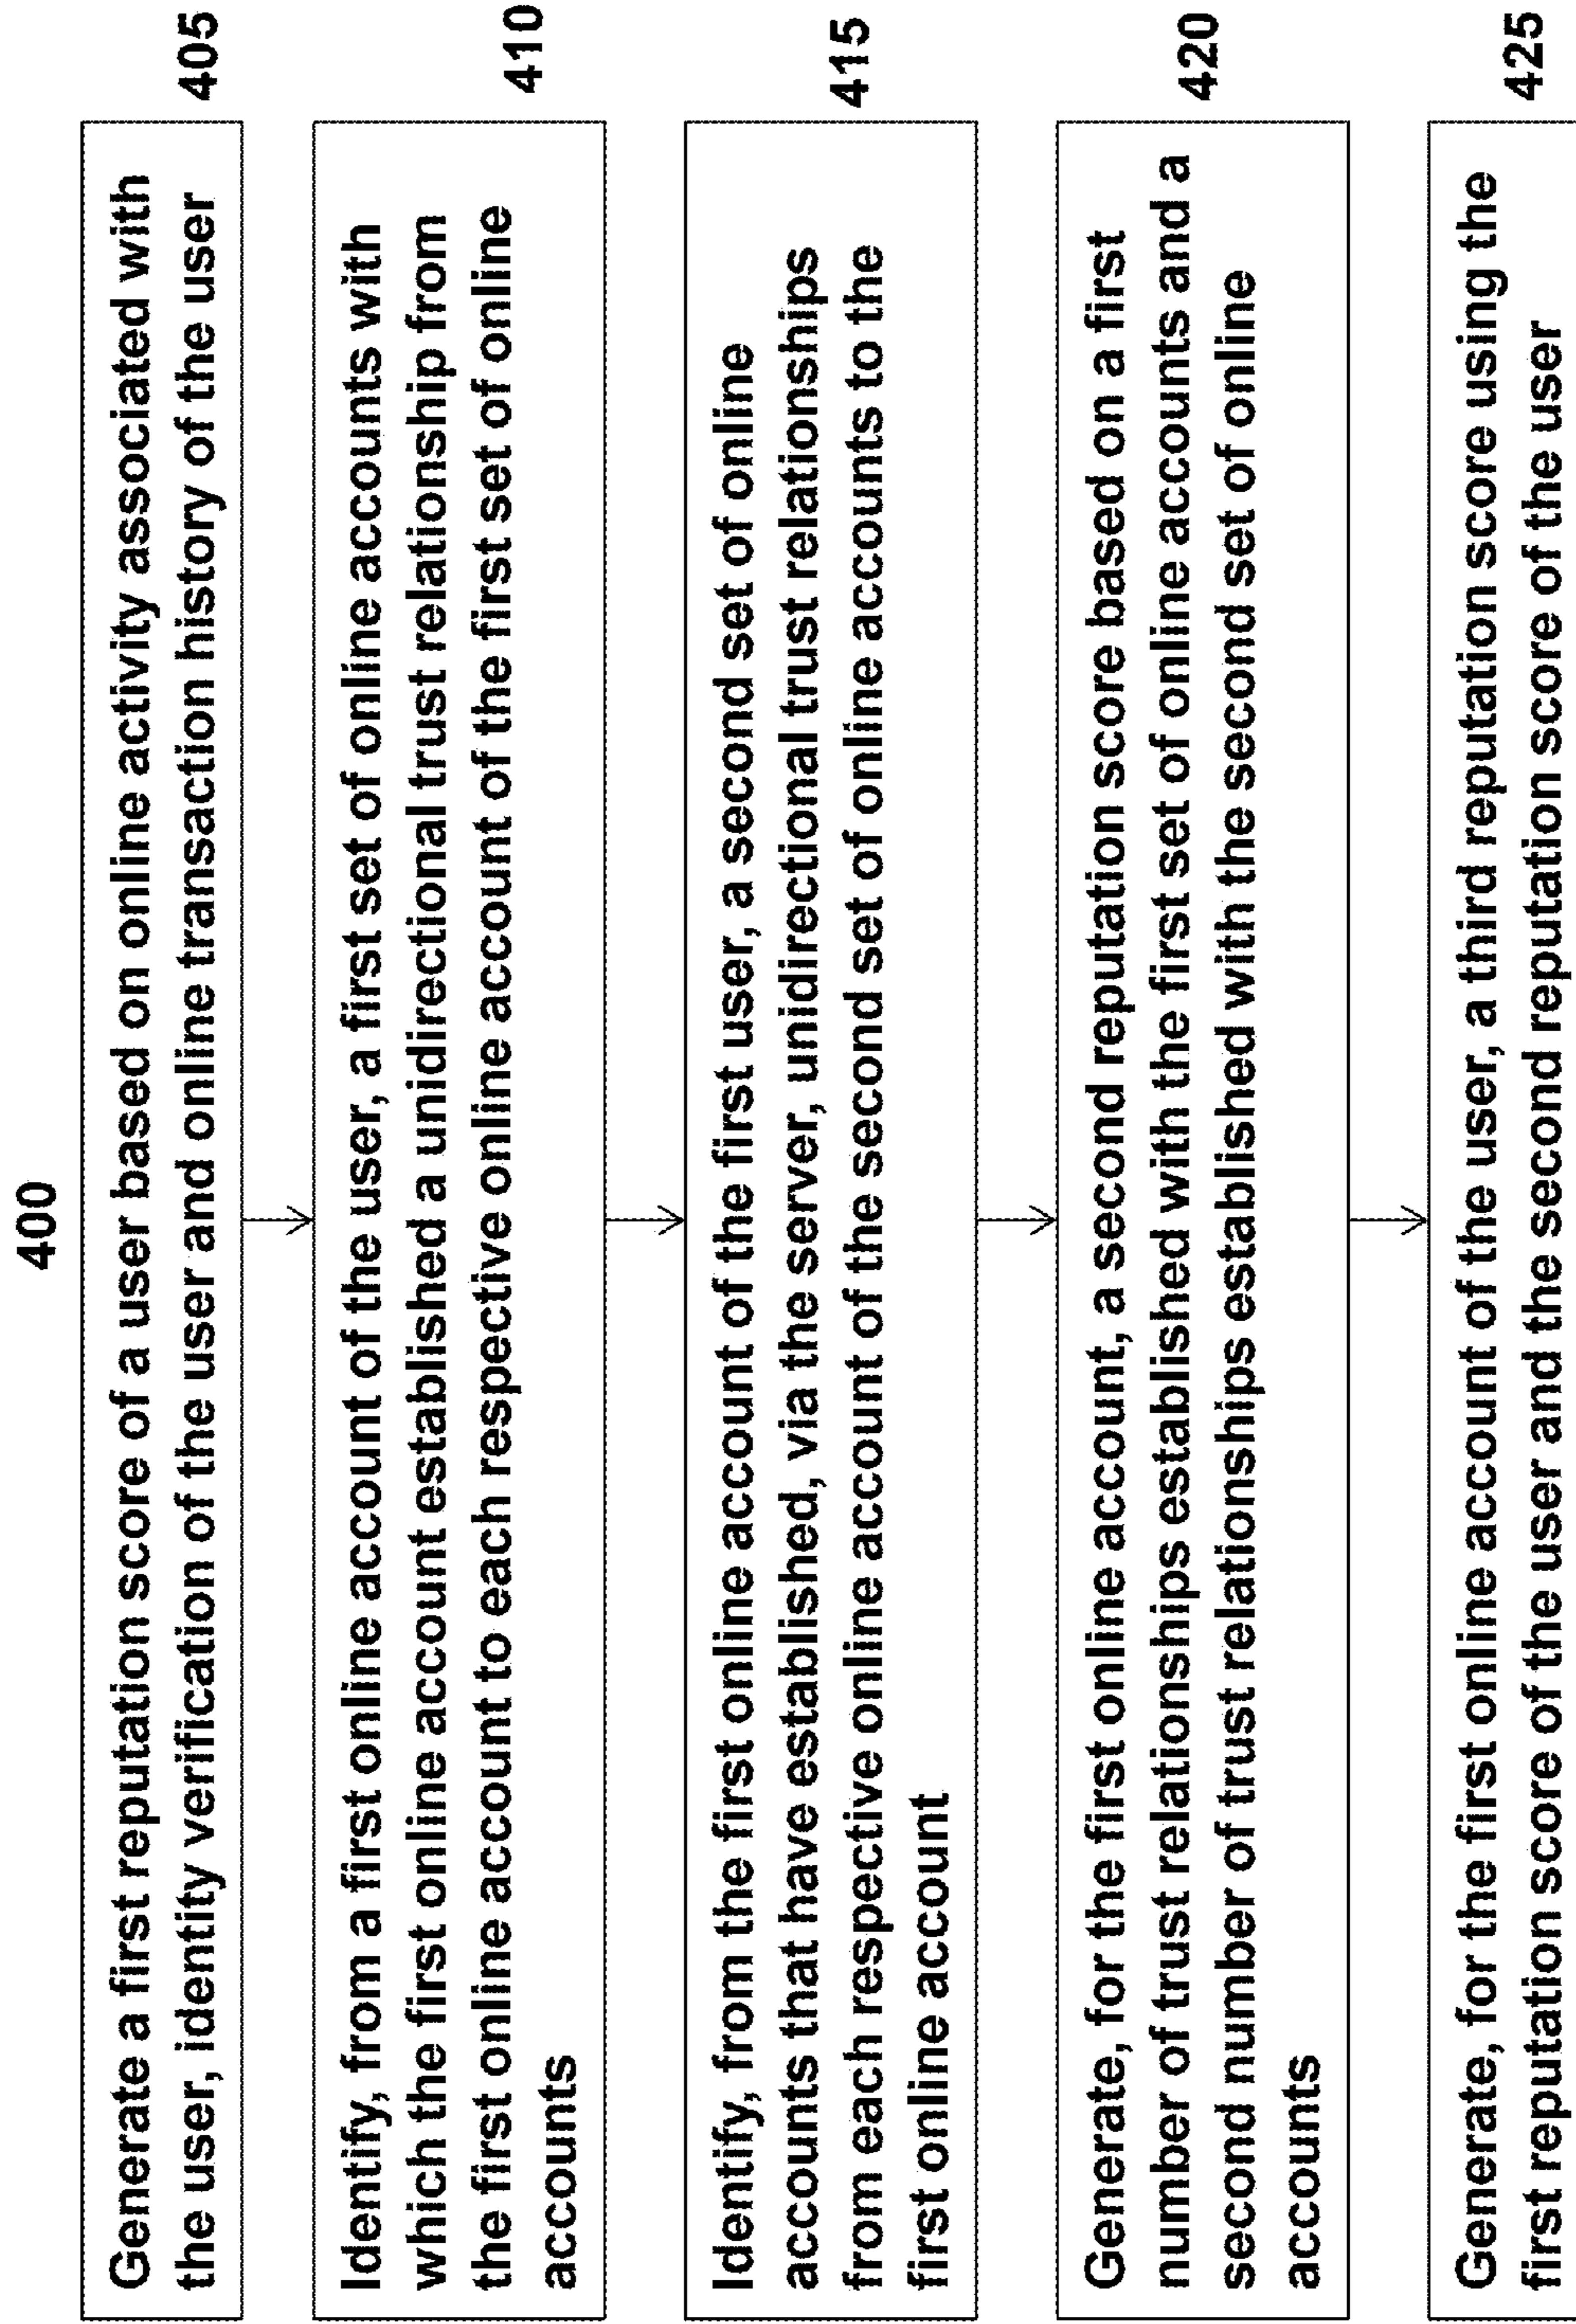 400
Generate a first reputation score of a user based on online activity associated with
the user, identity verification of the user and online transaction history of the user
405
Identify, from a first online account of the user, a first set of online accounts with
which the first online account established a unidirectional trust relationship from
the first online account to each respective online account of the first set of online
accounts
410
Identify, from the first online account of the first user, a second set of online
accounts that have established, via the server, unidirectional trust relationships
from each respective online account of the second set of online accounts to the
first online account
415
Generate, for the first online account, a second reputation score based on a first
number of trust relationships established with the first set of online accounts and a
second number of trust relationships established with the second set of online
accounts
420
Generate, for the first online account of the user, a third reputation score using the
first reputation score of the user and the second reputation score of the user
425